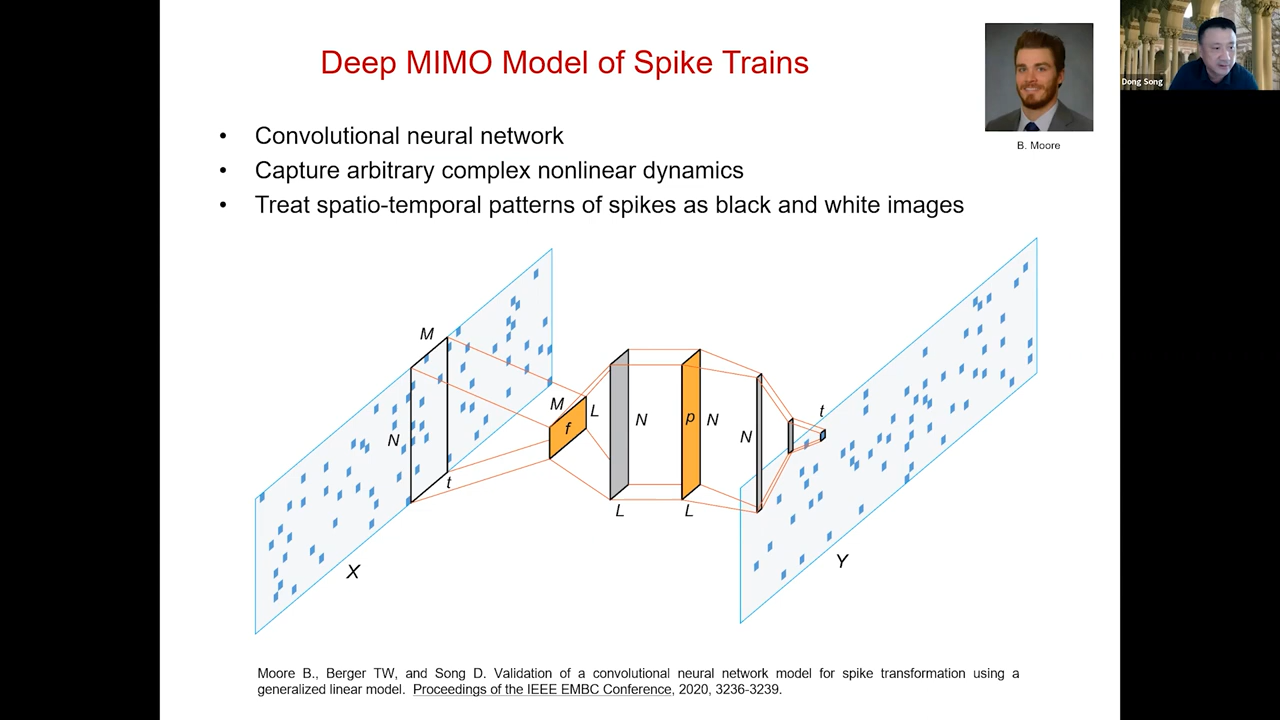 Deep MIMO Model of Spike Trains
B. Moore
Dong Song
• Convolutional neural network
• Capture arbitrary complex nonlinear dynamics
• Treat spatio-temporal patterns of spikes as black and white images
M
N
t
X
M
L
f
N
L
p
N
L
N
t
Y
Moore B., Berger TW, and Song D. Validation of a convolutional neural network model for spike transformation using a
generalized linear model. Proceedings of the IEEE EMBC Conference, 2020, 3236-3239.